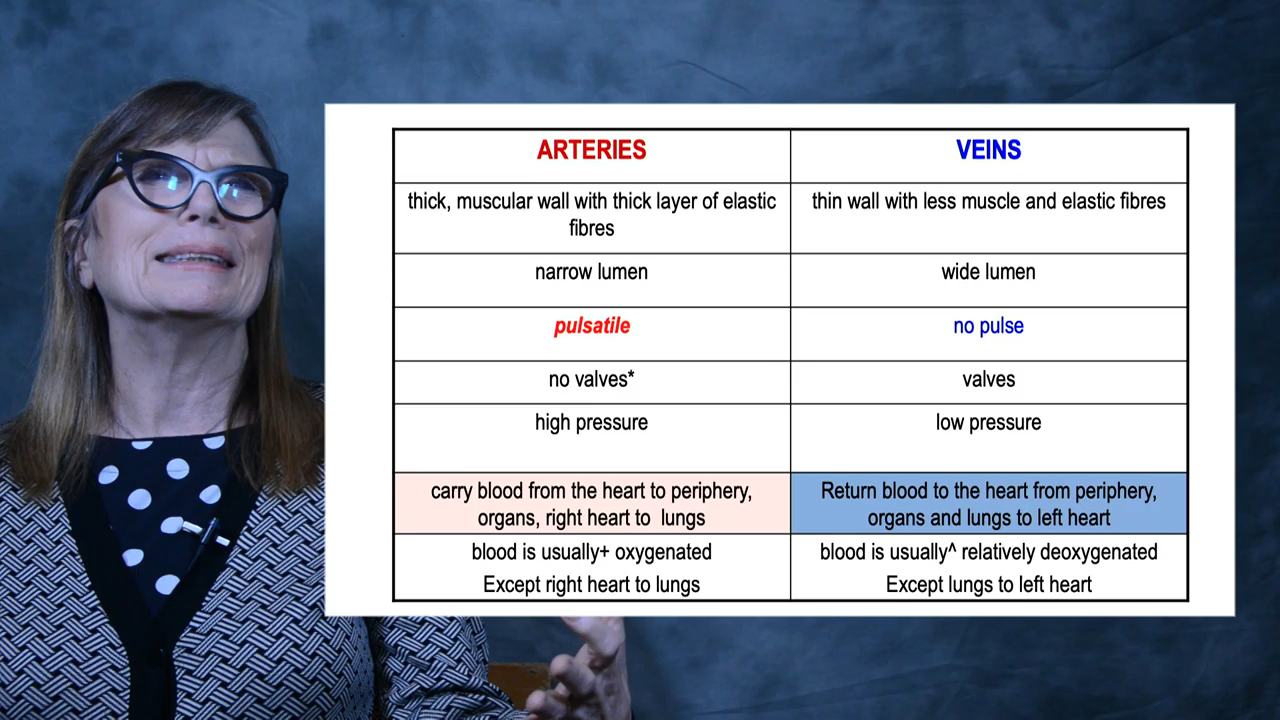 ARTERIES
VEINS
thick, muscular wall with thick layer of elastic
fibres
thin wall with less muscle and elastic fibres
narrow lumen
wide lumen
pulsatile
no pulse
no valves*
valves
high pressure
low pressure
carry blood from the heart to periphery,
organs, right heart to lungs
Return blood to the heart from periphery,
organs and lungs to left heart
blood is usually+ oxygenated
Except right heart to lungs
blood is usually^ relatively deoxygenated
Except lungs to left heart